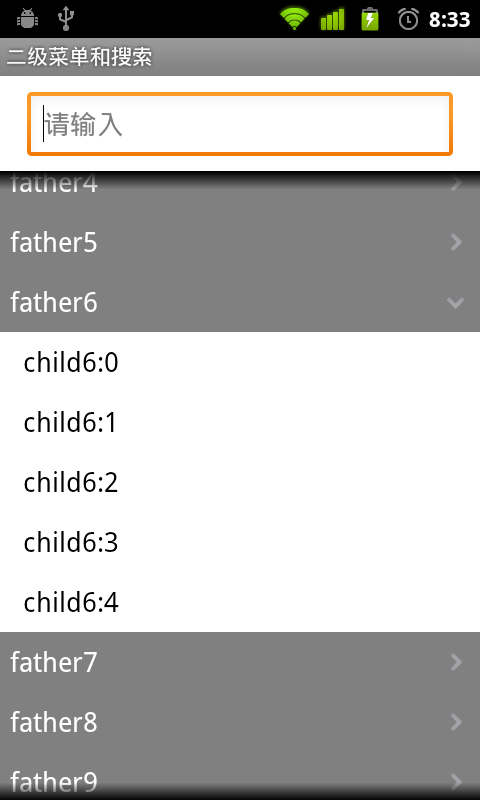 8:33
二级菜单和搜索
请输入
father4
father5
father6
child6:0
child6:1
child6:2
child6:3
child6:4
father7
father8
father9